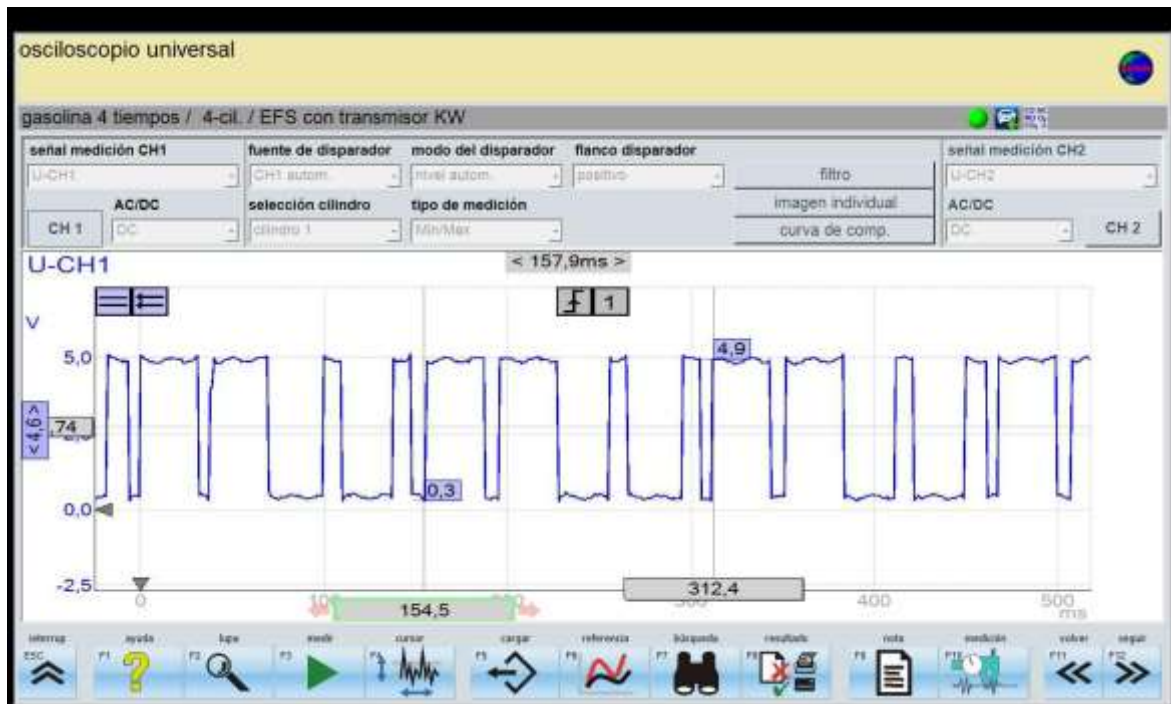 osciloscopio universal
gasolina 4 tiempos / 4-cil. / EFS con transmisor KW
señal medición CH1 fuente de disparador modo del disparador flanco disparador señal medición CH2
U-CH1 CH1 autom. nivel autom. positivo filtro U-CH2
AC/DC selección cilindro tipo de medición imagen individual AC/DC
CH 1 DC cilindro 1 Min/Max curva de comp. DC CH 2
U-CH1 < 157,9ms >
1
V
5,0 4,9
< 4,6 >
,74
0,3
0,0
-2,5
312,4
0 400 500
154,5 ms
interrup. ayuda lupa medir cursor cargar referencia búsqueda resultado nota medición volver seguir
ESC F1 F2 F3 F4 F5 F6 F7 F8 F9 F10 F11 F12